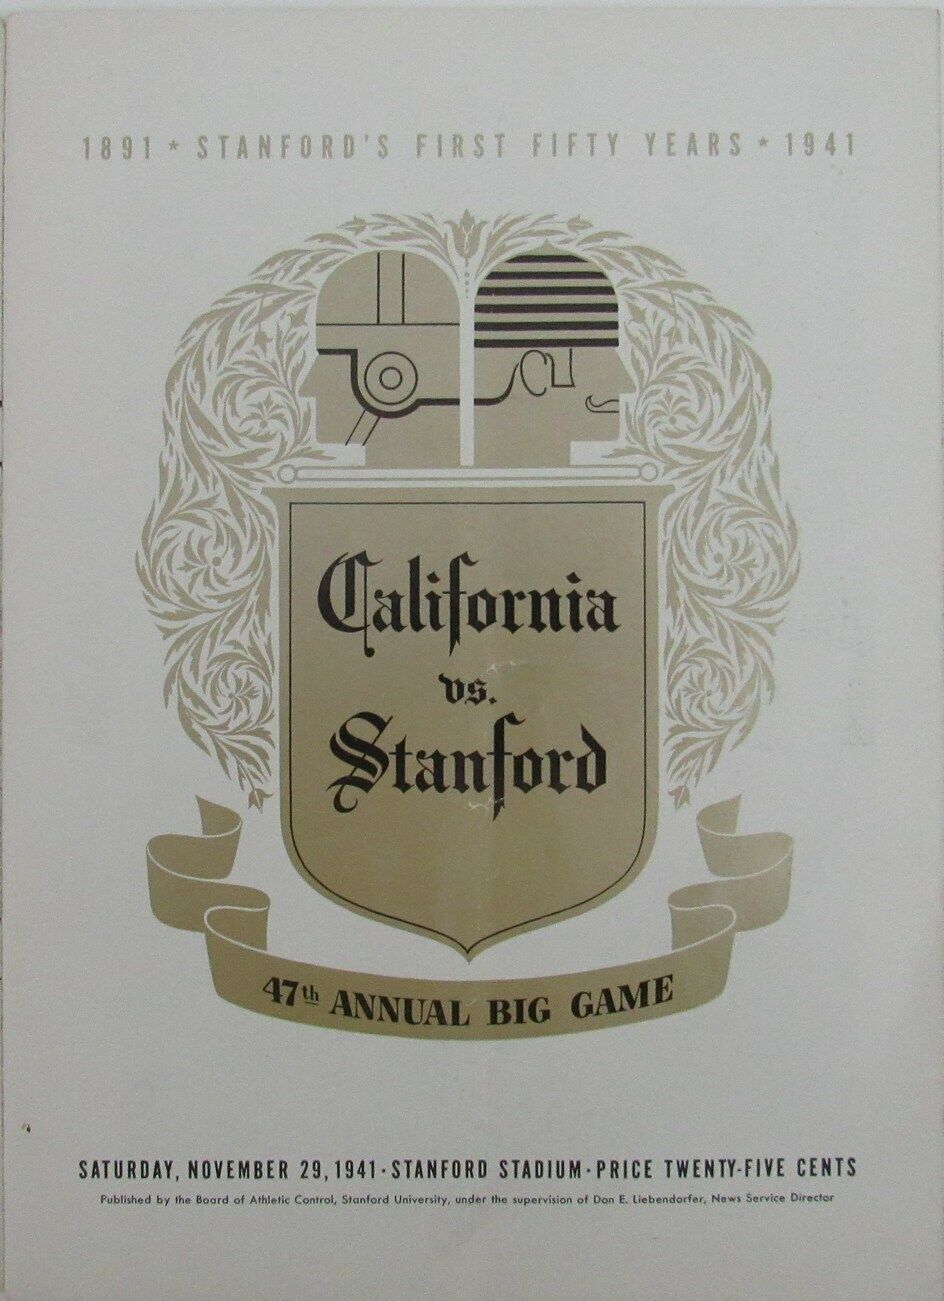 1891 * STANFORD'S FIRST FIFTY YEARS * 1941
California
vs.
Stanford
47th ANNUAL BIG GAME
SATURDAY, NOVEMBER 29, 1941 · STANFORD STADIUM · PRICE TWENTY-FIVE CENTS
Published by the Board of Athletic Control, Stanford University, under the supervision of Don E. Liebendorfer, News Service Director